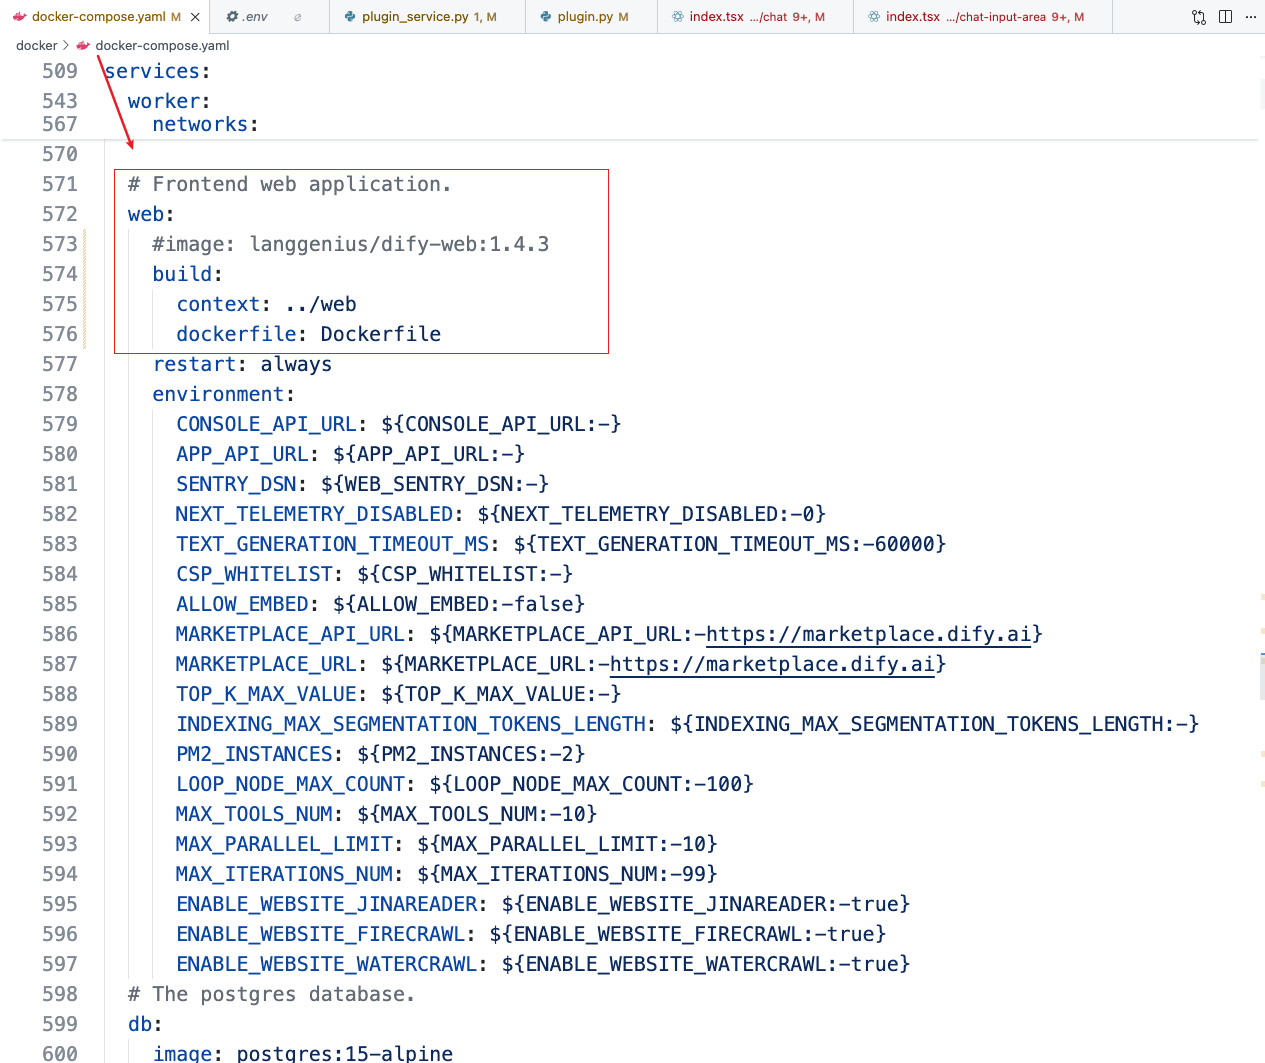 docker-compose.yaml M
.env
plugin_service.py 1, M
plugin.py M
index.tsx .../chat 9+, M
index.tsx .../chat-input-area 9+, M
docker > docker-compose.yaml
509 services:
543 worker:
567 networks:
570
571 # Frontend web application.
572 web:
573 #image: langgenius/dify-web:1.4.3
574 build:
575 context: ../web
576 dockerfile: Dockerfile
577 restart: always
578 environment:
579 CONSOLE_API_URL: ${CONSOLE_API_URL:-}
580 APP_API_URL: ${APP_API_URL:-}
581 SENTRY_DSN: ${WEB_SENTRY_DSN:-}
582 NEXT_TELEMETRY_DISABLED: ${NEXT_TELEMETRY_DISABLED:-0}
583 TEXT_GENERATION_TIMEOUT_MS: ${TEXT_GENERATION_TIMEOUT_MS:-60000}
584 CSP_WHITELIST: ${CSP_WHITELIST:-}
585 ALLOW_EMBED: ${ALLOW_EMBED:-false}
586 MARKETPLACE_API_URL: ${MARKETPLACE_API_URL:-https://marketplace.dify.ai}
587 MARKETPLACE_URL: ${MARKETPLACE_URL:-https://marketplace.dify.ai}
588 TOP_K_MAX_VALUE: ${TOP_K_MAX_VALUE:-}
589 INDEXING_MAX_SEGMENTATION_TOKENS_LENGTH: ${INDEXING_MAX_SEGMENTATION_TOKENS_LENGTH:-}
590 PM2_INSTANCES: ${PM2_INSTANCES:-2}
591 LOOP_NODE_MAX_COUNT: ${LOOP_NODE_MAX_COUNT:-100}
592 MAX_TOOLS_NUM: ${MAX_TOOLS_NUM:-10}
593 MAX_PARALLEL_LIMIT: ${MAX_PARALLEL_LIMIT:-10}
594 MAX_ITERATIONS_NUM: ${MAX_ITERATIONS_NUM:-99}
595 ENABLE_WEBSITE_JINAREADER: ${ENABLE_WEBSITE_JINAREADER:-true}
596 ENABLE_WEBSITE_FIRECRAWL: ${ENABLE_WEBSITE_FIRECRAWL:-true}
597 ENABLE_WEBSITE_WATERCRAWL: ${ENABLE_WEBSITE_WATERCRAWL:-true}
598 # The postgres database.
599 db:
600 image: postgres:15-alpine